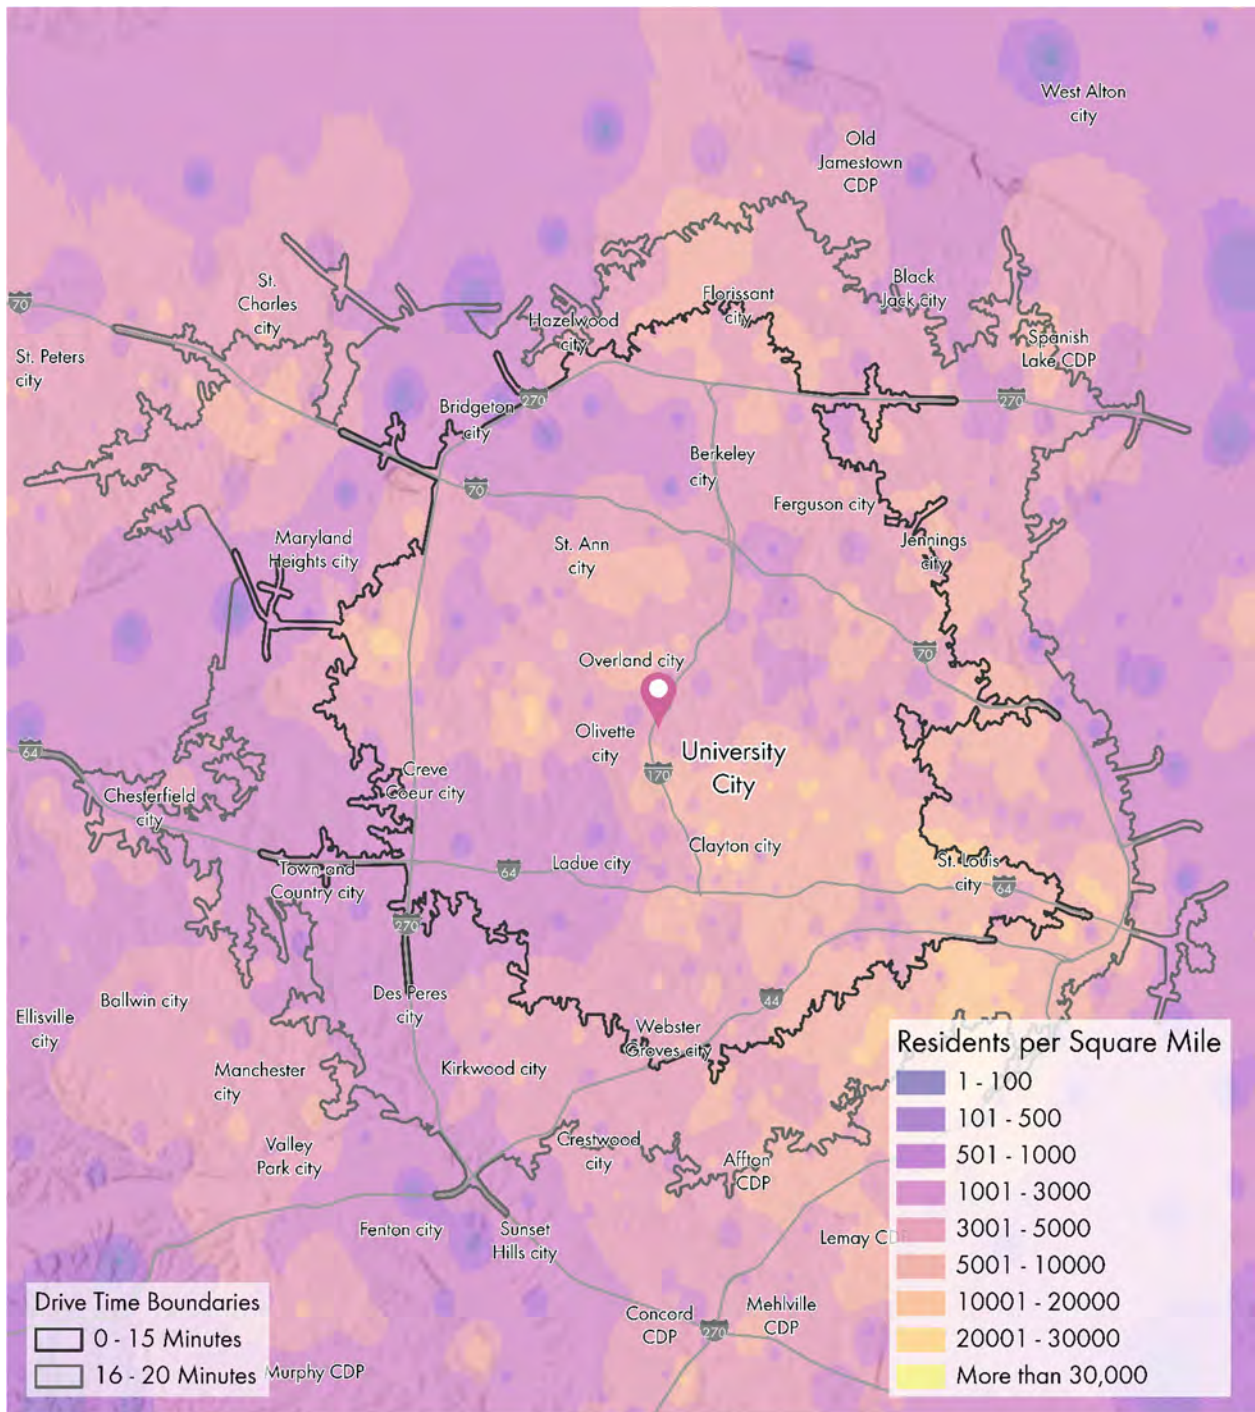 West Alton
city
Old
Jamestown
CDP
St.
Charles
city
Black
Jack city
Florissant
city
70
Hazelwood
city
Spanish
Lake CDP
St. Peters
city
270
270
Bridgeton
city
Berkeley
city
70
Ferguson city
Maryland
Heights city
St. Ann
city
Jennings
city
70
Overland city
Olivette
city
University
City
64
170
Creve
Coeur city
Chesterfield
city
Clayton city
Ladue city
64
Town and
Country city
St. Louis
city
64
270
Des Peres
city
44
Ballwin city
Ellisville
city
Webster
Groves city
Manchester
city
Kirkwood city
Valley
Park city
Crestwood
city
Affton
CDP
Fenton city
Sunset
Hills city
Lemay CDP
Concord
CDP
270
Mehlville
CDP
Murphy CDP
Residents per Square Mile
1 - 100
101 - 500
501 - 1000
1001 - 3000
3001 - 5000
5001 - 10000
10001 - 20000
20001 - 30000
More than 30,000
Drive Time Boundaries
0 - 15 Minutes
16 - 20 Minutes